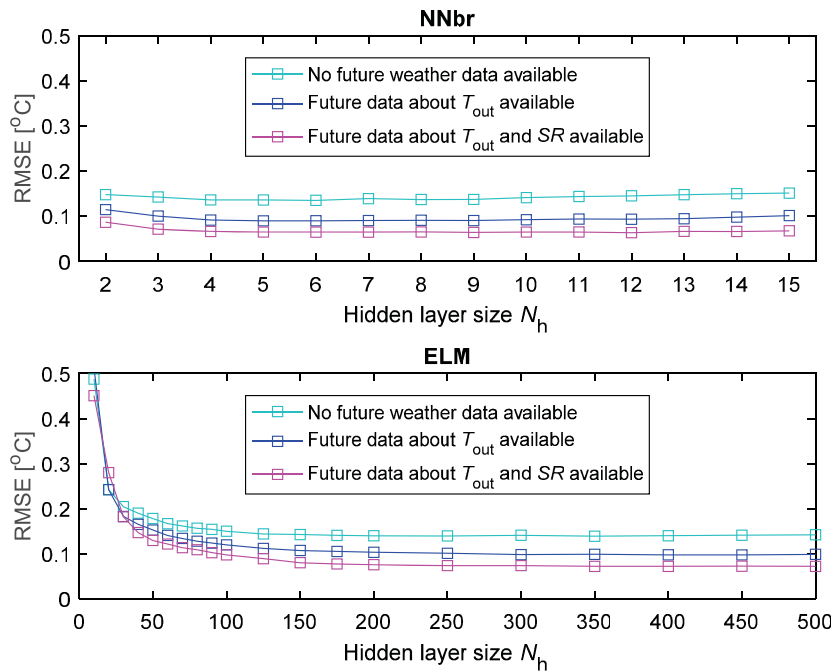 NNbr
0.5
0.4
0.3
0.2
0.1
0
RMSE [°C]
No future weather data available
Future data about Tout available
Future data about Tout and SR available
2 3 4 5 6 7 8 9 10 11 12 13 14 15
Hidden layer size Nh
ELM
0.5
0.4
0.3
0.2
0.1
0
RMSE [°C]
No future weather data available
Future data about Tout available
Future data about Tout and SR available
0 50 100 150 200 250 300 350 400 450 500
Hidden layer size Nh